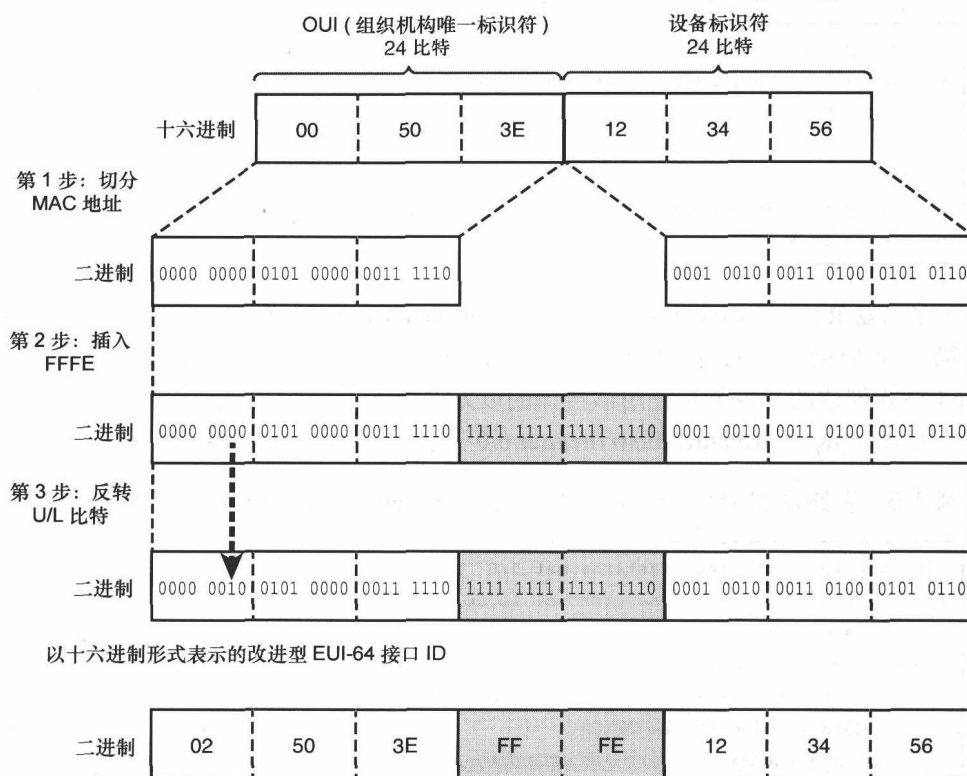 OUI ( 组织机构唯一标识符 ) 设备标识符
24 比特 24 比特
十六进制 00 50 3E 12 34 56
第 1 步：切分
MAC 地址
二进制 0000 0000 0101 0000 0011 1110 0001 0010 0011 0100 0101 0110
第 2 步：插入
FFFE
二进制 0000 0000 0101 0000 0011 1110 1111 1111 1111 1110 0001 0010 0011 0100 0101 0110
第 3 步：反转
U/L 比特
二进制 0000 0010 0101 0000 0011 1110 1111 1111 1111 1110 0001 0010 0011 0100 0101 0110
以十六进制形式表示的改进型 EUI-64 接口 ID
二进制 02 50 3E FF FE 12 34 56